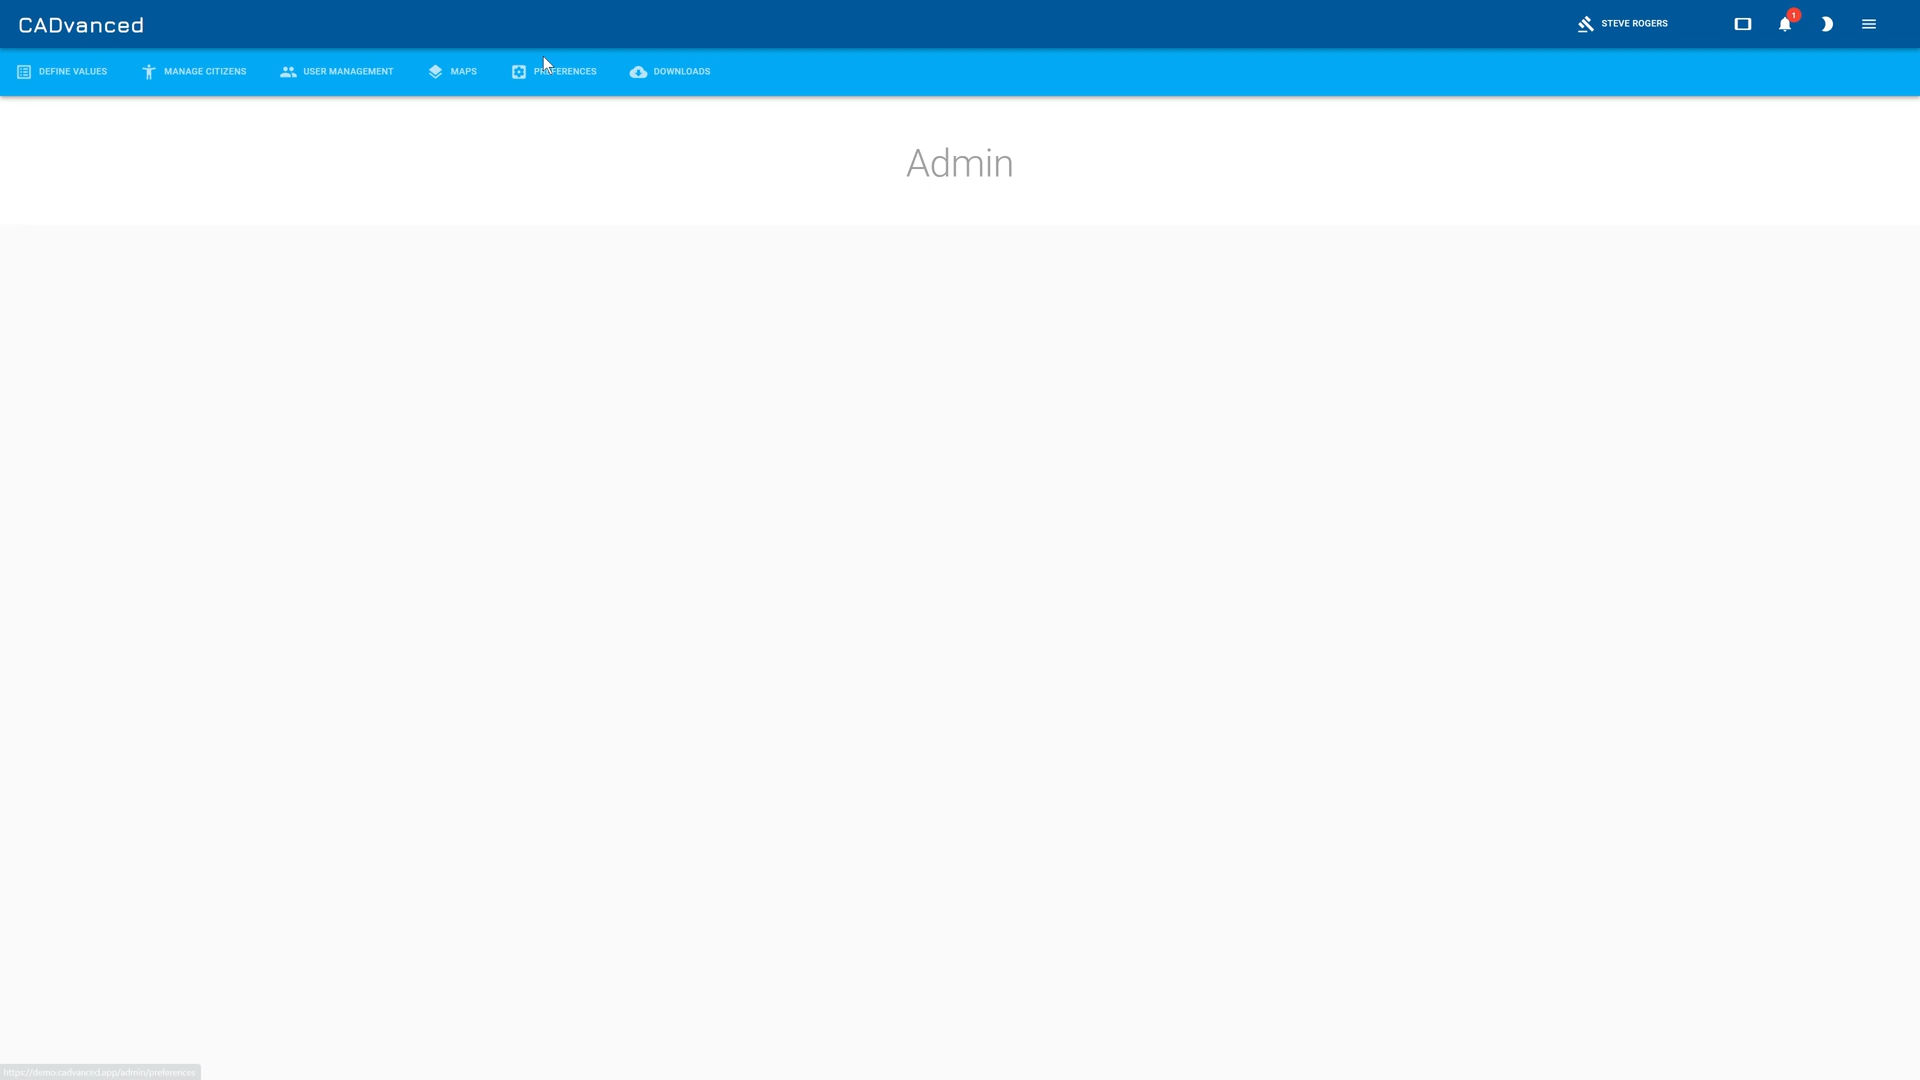 CADvanced
STEVE ROGERS
1
DEFINE VALUES
MANAGE CITIZENS
USER MANAGEMENT
MAPS
PREFERENCES
DOWNLOADS
Admin
https://demo.cadvanced.app/admin/preferences